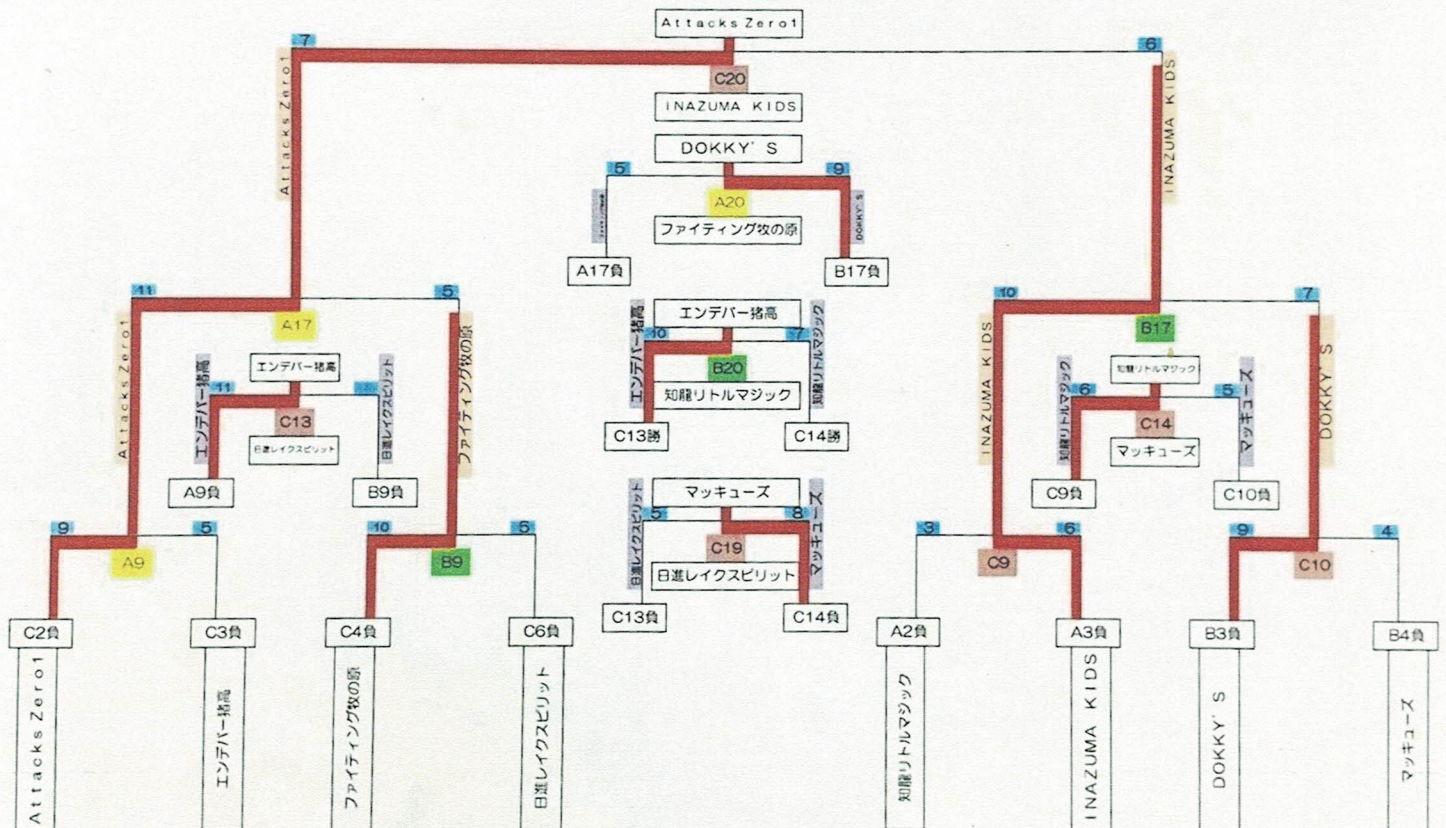 Attacks Zero1
7
6
C20
INAZUMA KIDS
Attacks Zero1
INAZUMA KIDS
DOKKY'S
5
9
A20
ファイティング牧の原
DOKKY'S
A17負
B17負
11
5
A17
Attacks Zero1
ファイティング牧の原
エンデバー猪高
10
7
B20
知龍リトルマジック
エンデバー猪高
知龍リトルマジック
C13勝
C14勝
10
7
B17
INAZUMA KIDS
DOKKY'S
エンデバー猪高
11
C13
日進レイクスピリット
エンデバー猪高
日進レイクスピリット
A9負
B9負
知龍リトルマジック
6
5
C14
マッキューズ
知龍リトルマジック
マッキューズ
C9負
C10負
マッキューズ
5
8
C19
日進レイクスピリット
日進レイクスピリット
マッキューズ
C13負
C14負
9
5
A9
10
5
B9
3
6
C9
9
4
C10
C2負
C3負
C4負
C6負
A2負
A3負
B3負
B4負
Attacks Zero1
エンデバー猪高
ファイティング牧の原
日進レイクスピリット
知龍リトルマジック
INAZUMA KIDS
DOKKY'S
マッキューズ